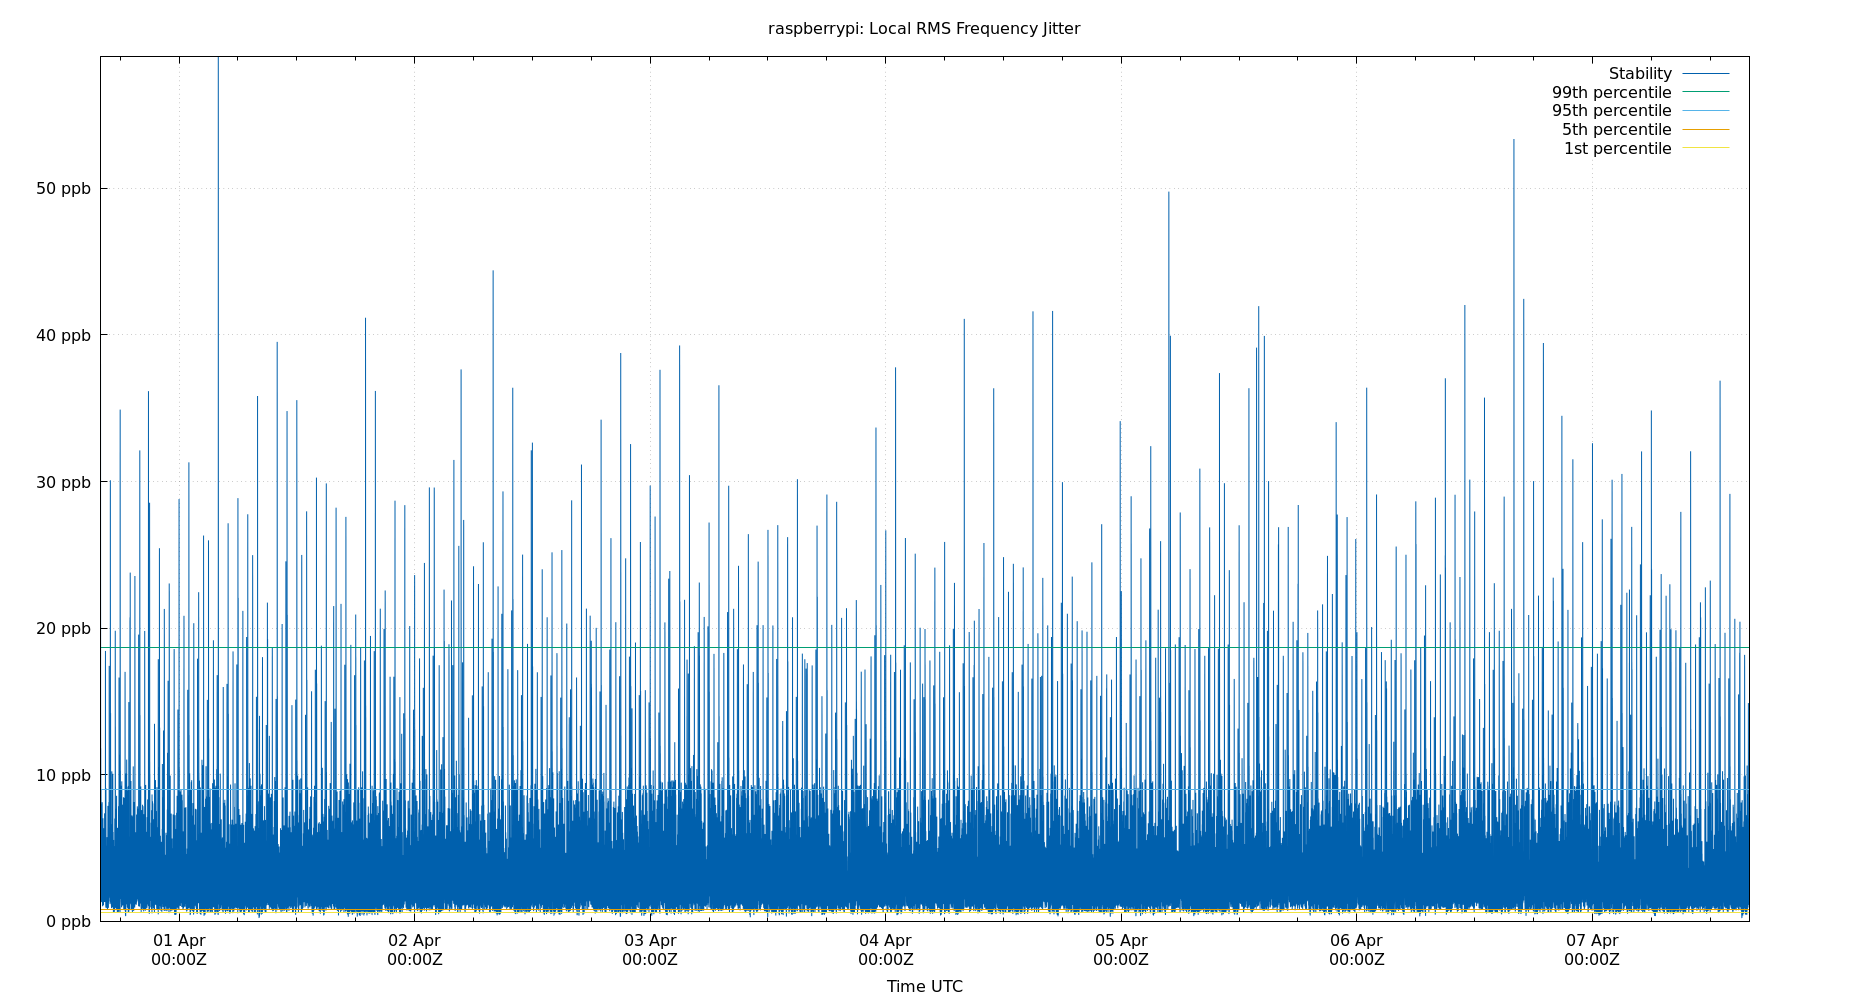 raspberrypi: Local RMS Frequency Jitter
Stability
99th percentile
95th percentile
5th percentile
1st percentile
50 ppb
40 ppb
30 ppb
20 ppb
10 ppb
0 ppb
01 Apr
00:00Z
02 Apr
00:00Z
03 Apr
00:00Z
04 Apr
00:00Z
05 Apr
00:00Z
06 Apr
00:00Z
07 Apr
00:00Z
Time UTC